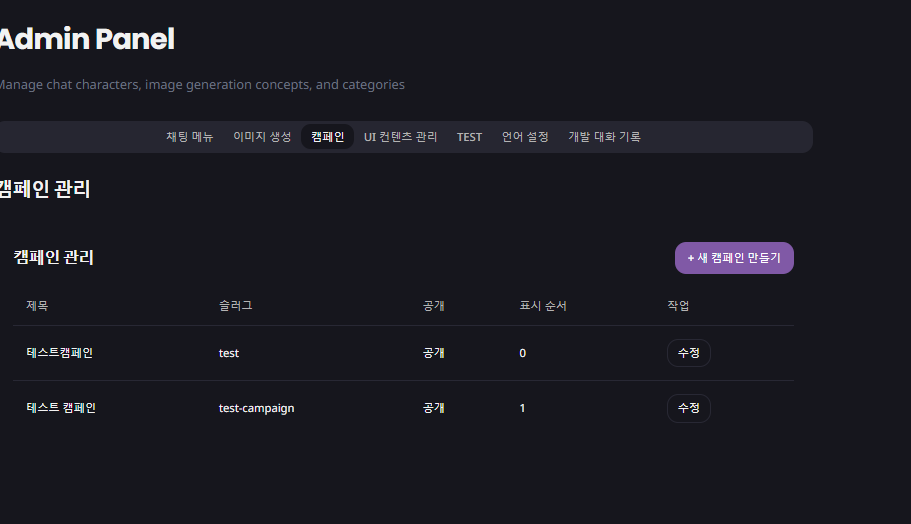 Admin Panel
Manage chat characters, image generation concepts, and categories
채팅 메뉴 이미지 생성 캠페인 UI 컨텐츠 관리 TEST 언어 설정 개발 대화 기록
캠페인 관리
캠페인 관리 + 새 캠페인 만들기
제목 슬러그 공개 표시 순서 작업
테스트캠페인 test 공개 0 수정
테스트 캠페인 test-campaign 공개 1 수정